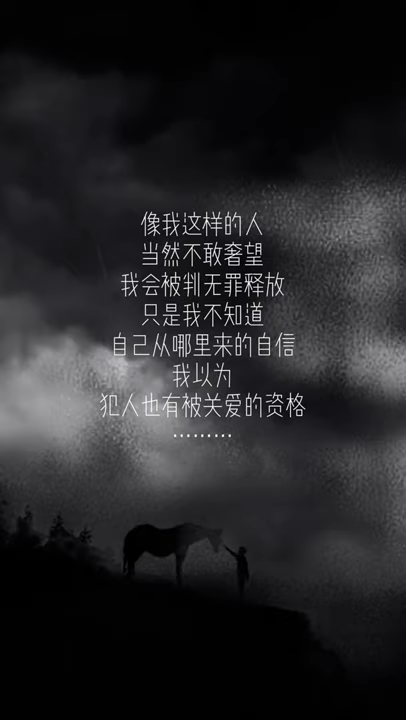 像我这样的人
当然不敢奢望
我会被判无罪释放
只是我不知道
自己从哪里来的自信
我以为
犯人也有被关爱的资格
………